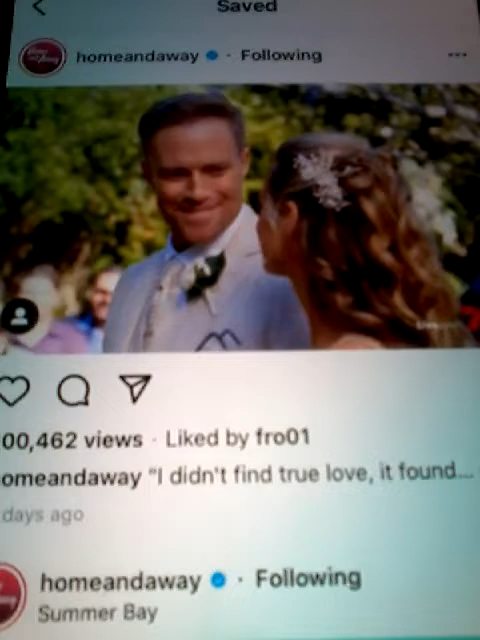 Saved
homeandaway · Following
00,462 views · Liked by fro01
omeandaway "I didn't find true love, it found...
days ago
homeandaway · Following
Summer Bay